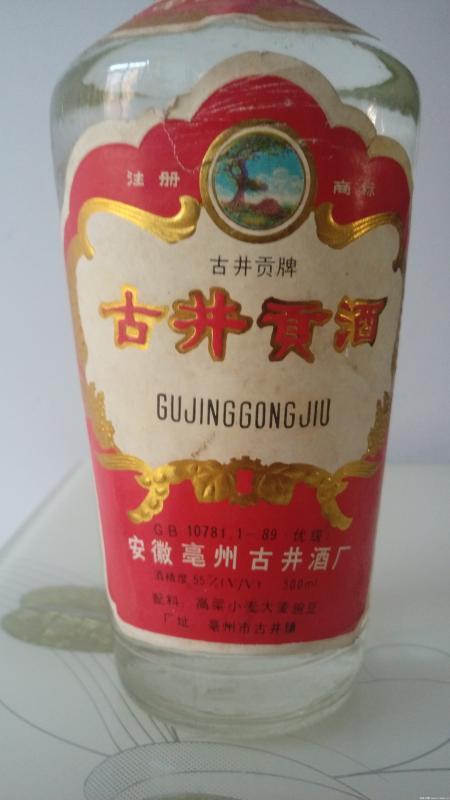 注册 商标
古井贡牌
古井贡酒
GUJINGGONGJIU
GB 10781.1-89·优级·
安徽亳州古井酒厂
酒精度 55%(V/V) 500ml
配料: 高粱小麦大麦豌豆
厂址: 亳州市古井镇